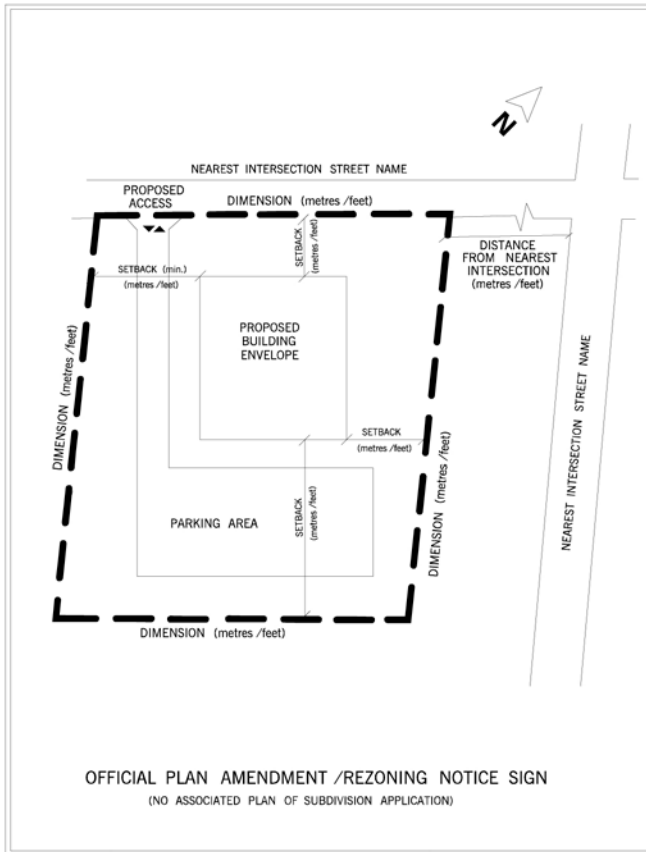 N
NEAREST INTERSECTION STREET NAME
PROPOSED
ACCESS
DIMENSION (metres /feet)
SETBACK
(metres /feet)
DISTANCE
FROM NEAREST
INTERSECTION
(metres /feet)
SETBACK (min.)
(metres /feet)
PROPOSED
BUILDING
ENVELOPE
DIMENSION (metres /feet)
NEAREST INTERSECTION STREET NAME
SETBACK
(metres /feet)
SETBACK
(metres /feet)
DIMENSION (metres /feet)
PARKING AREA
DIMENSION (metres /feet)
OFFICIAL PLAN AMENDMENT /REZONING NOTICE SIGN
(NO ASSOCIATED PLAN OF SUBDIVISION APPLICATION)